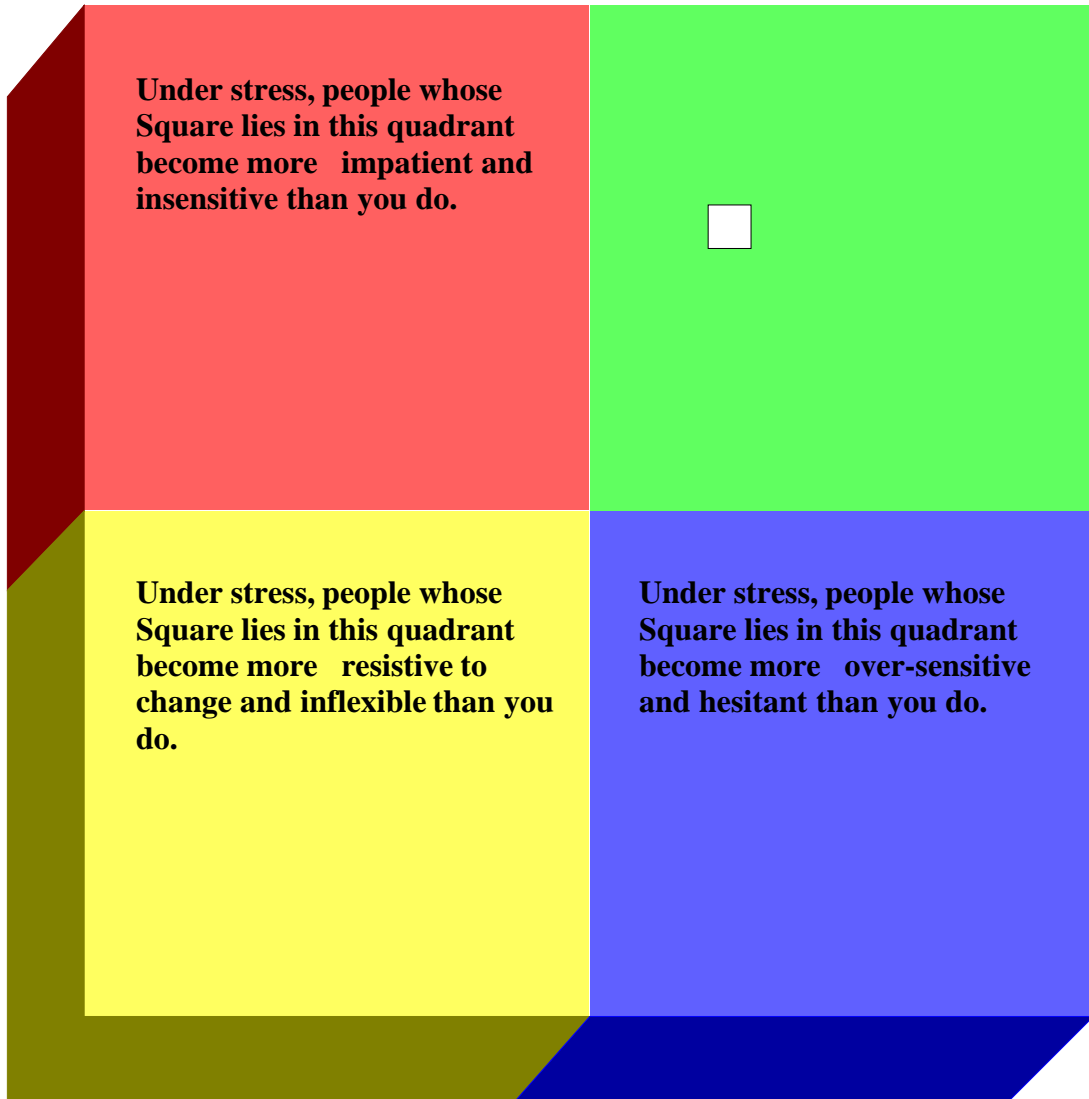 Under stress, people whose
Square lies in this quadrant
become more   impatient and
insensitive than you do.
Under stress, people whose
Square lies in this quadrant
become more   resistive to
change and inflexible than you
do.
Under stress, people whose
Square lies in this quadrant
become more   over-sensitive
and hesitant than you do.